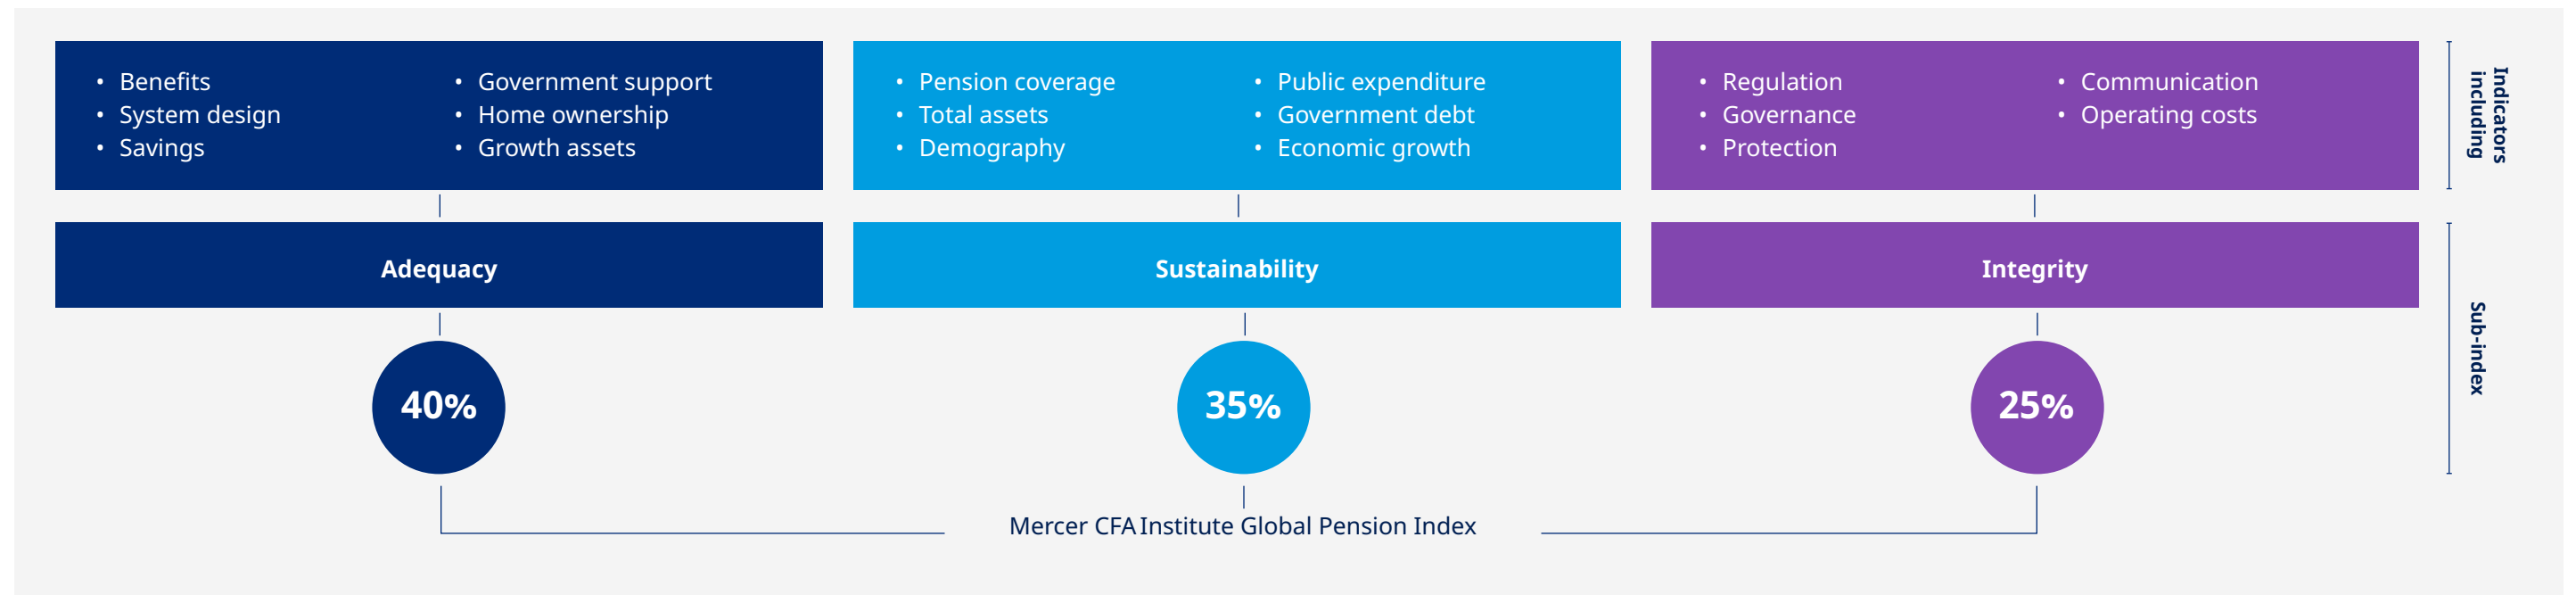 • Benefits
• System design
• Savings
• Government support
• Home ownership
• Growth assets
• Pension coverage
• Total assets
• Demography
• Public expenditure
• Government debt
• Economic growth
• Regulation
• Governance
• Protection
• Communication
• Operating costs
Indicators
including
Adequacy
Sustainability
Integrity
40%
35%
25%
Sub-index
Mercer CFA Institute Global Pension Index